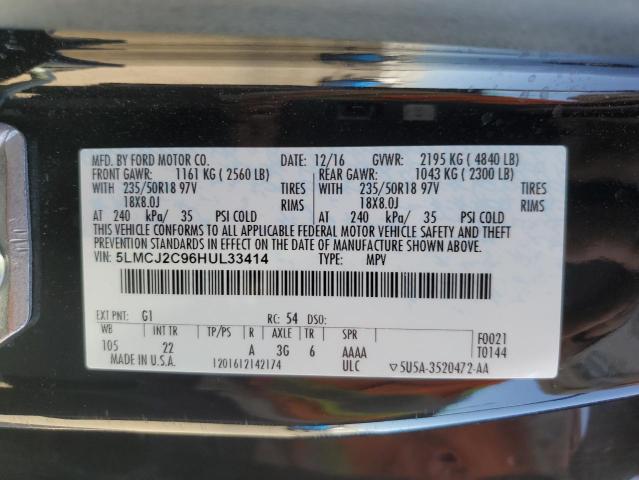 MFD. BY FORD MOTOR CO. DATE: 12/16 GVWR: 2195 KG ( 4840 LB)
FRONT GAWR: 1161 KG ( 2560 LB) REAR GAWR: 1043 KG ( 2300 LB)
WITH 235/50R18 97V TIRES WITH 235/50R18 97V TIRES
18X8.0J RIMS 18X8.0J RIMS
AT 240 kPa/ 35 PSI COLD AT 240 kPa/ 35 PSI COLD
THIS VEHICLE CONFORMS TO ALL APPLICABLE FEDERAL MOTOR VEHICLE SAFETY AND THEFT
PREVENTION STANDARDS IN EFFECT ON THE DATE OF MANUFACTURE SHOWN ABOVE.
VIN: 5LMCJ2C96HUL33414 TYPE: MPV
EXT PNT: G1 RC: 54 DSO:
WB INT TR TP/PS R AXLE TR SPR F0021
105 22 A 3G 6 AAAA T0144
MADE IN U.S.A. 1201612142174 ULC ▽5U5A-3520472-AA